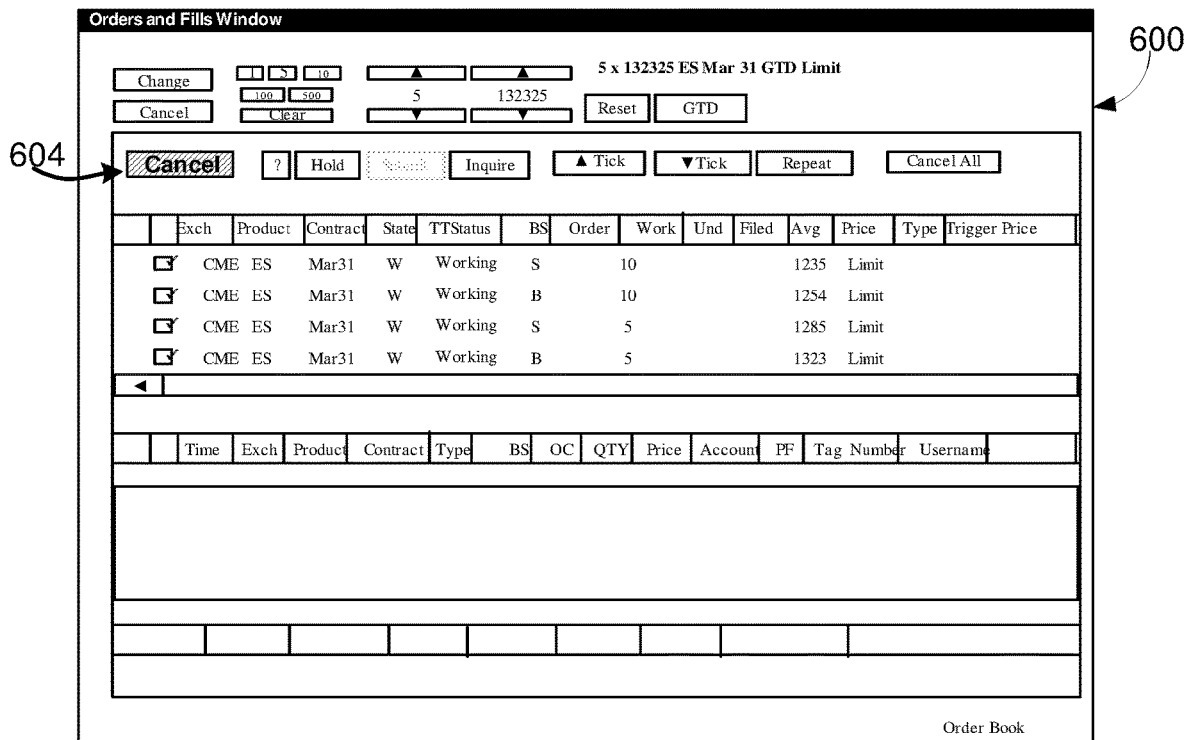 Orders and Fills Window
600
Change
1 5 10
5 x 132325 ES Mar 31 GTD Limit
100 500
5 132325
Cancel
Clear
Reset GTD
604
Cancel ? Hold Inquire ▲ Tick ▼Tick Repeat Cancel All
Exch Product Contract State TTStatus BS Order Work Und Filed Avg Price Type Trigger Price
CME ES Mar31 W Working S 10 1235 Limit
CME ES Mar31 W Working B 10 1254 Limit
CME ES Mar31 W Working S 5 1285 Limit
CME ES Mar31 W Working B 5 1323 Limit
Time Exch Product Contract Type BS OC QTY Price Account PF Tag Number Username
Order Book